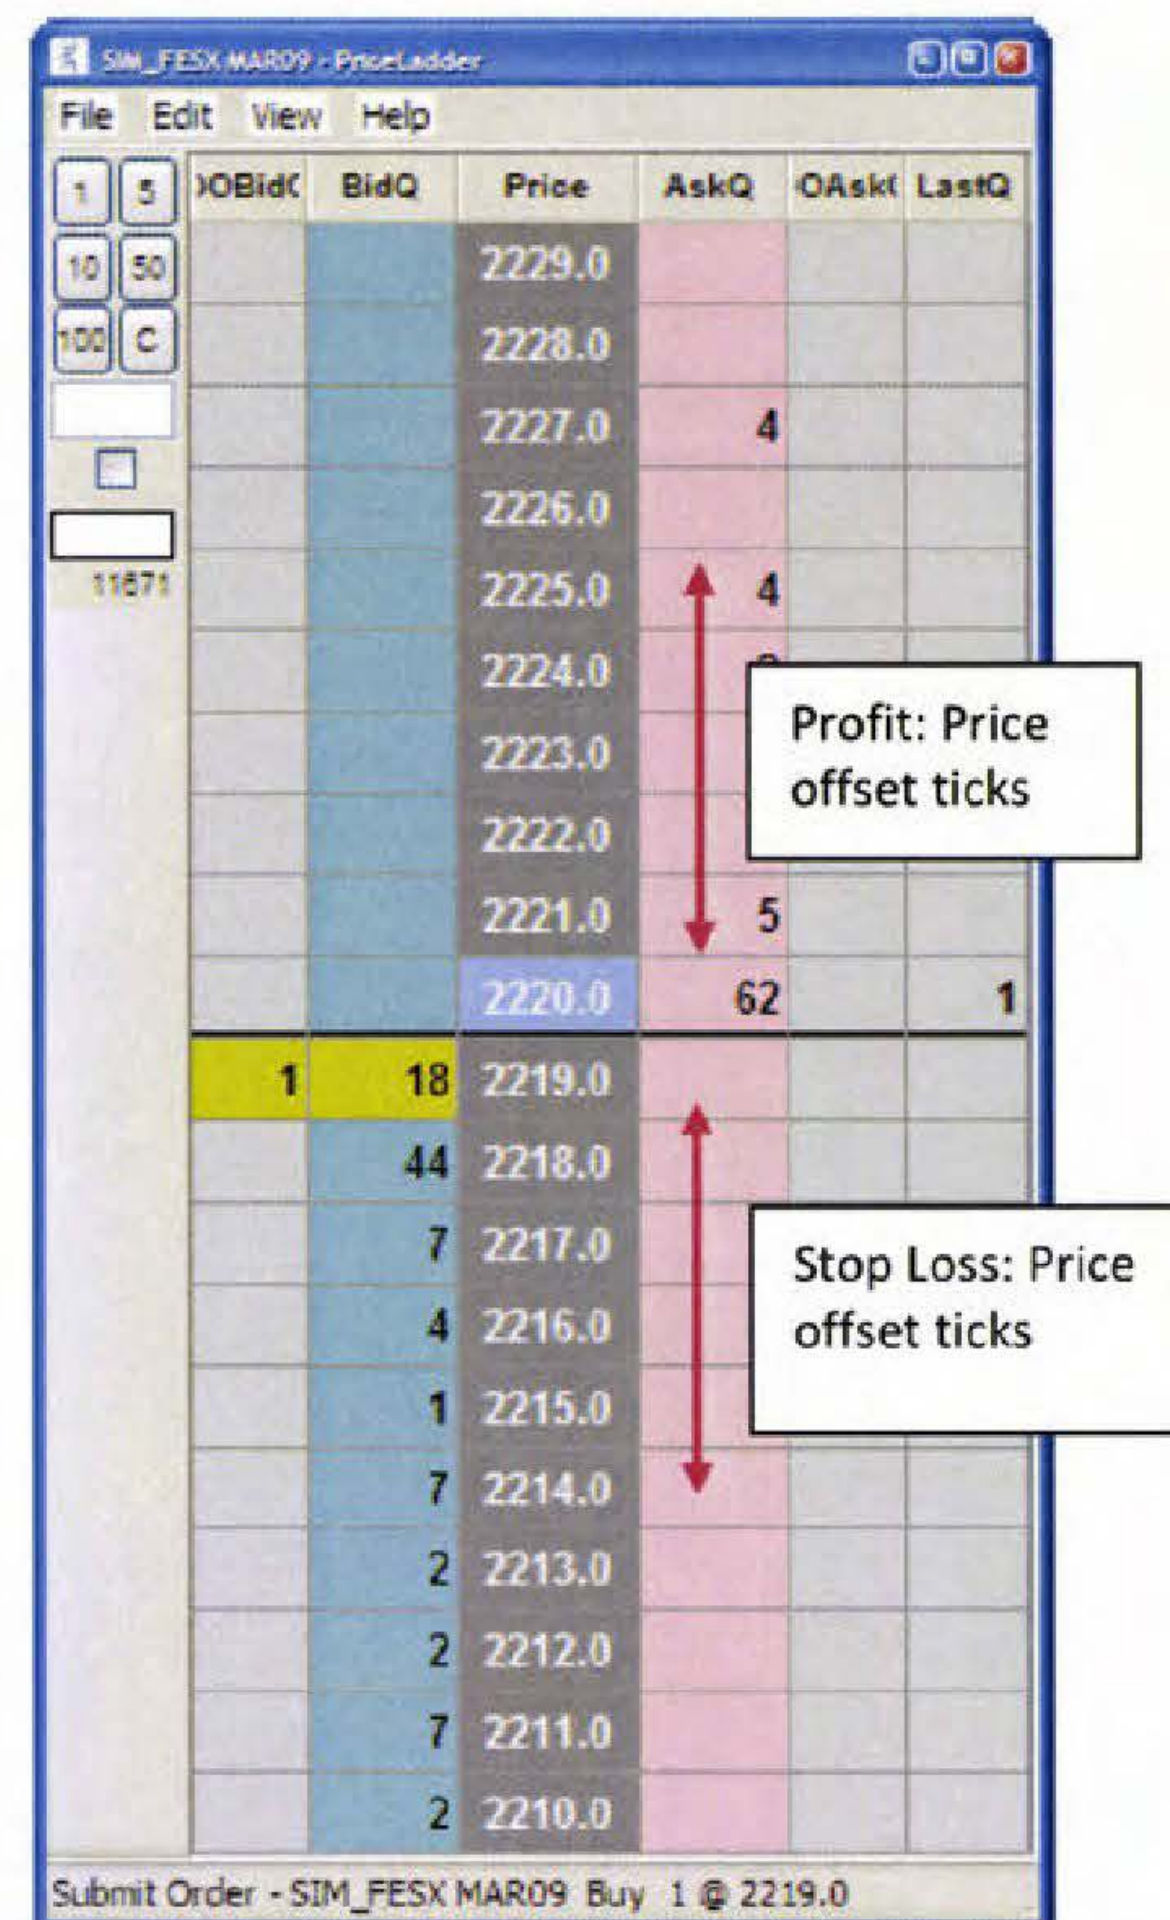 SIM_FESX MAR09 - PriceLadder
File Edit View Help
1 5 BidQ Price AskQ LastQ
10 50 2229.0
100 C 2228.0
2227.0 4
2226.0
11671 2225.0 4
2224.0
Profit: Price
offset ticks
2223.0
2222.0
2221.0 5
2220.0 62 1
1 18 2219.0
44 2218.0
7 2217.0
Stop Loss: Price
offset ticks
4 2216.0
1 2215.0
7 2214.0
2 2213.0
2 2212.0
7 2211.0
2 2210.0
Submit Order - SIM_FESX MAR09 Buy 1 @ 2219.0